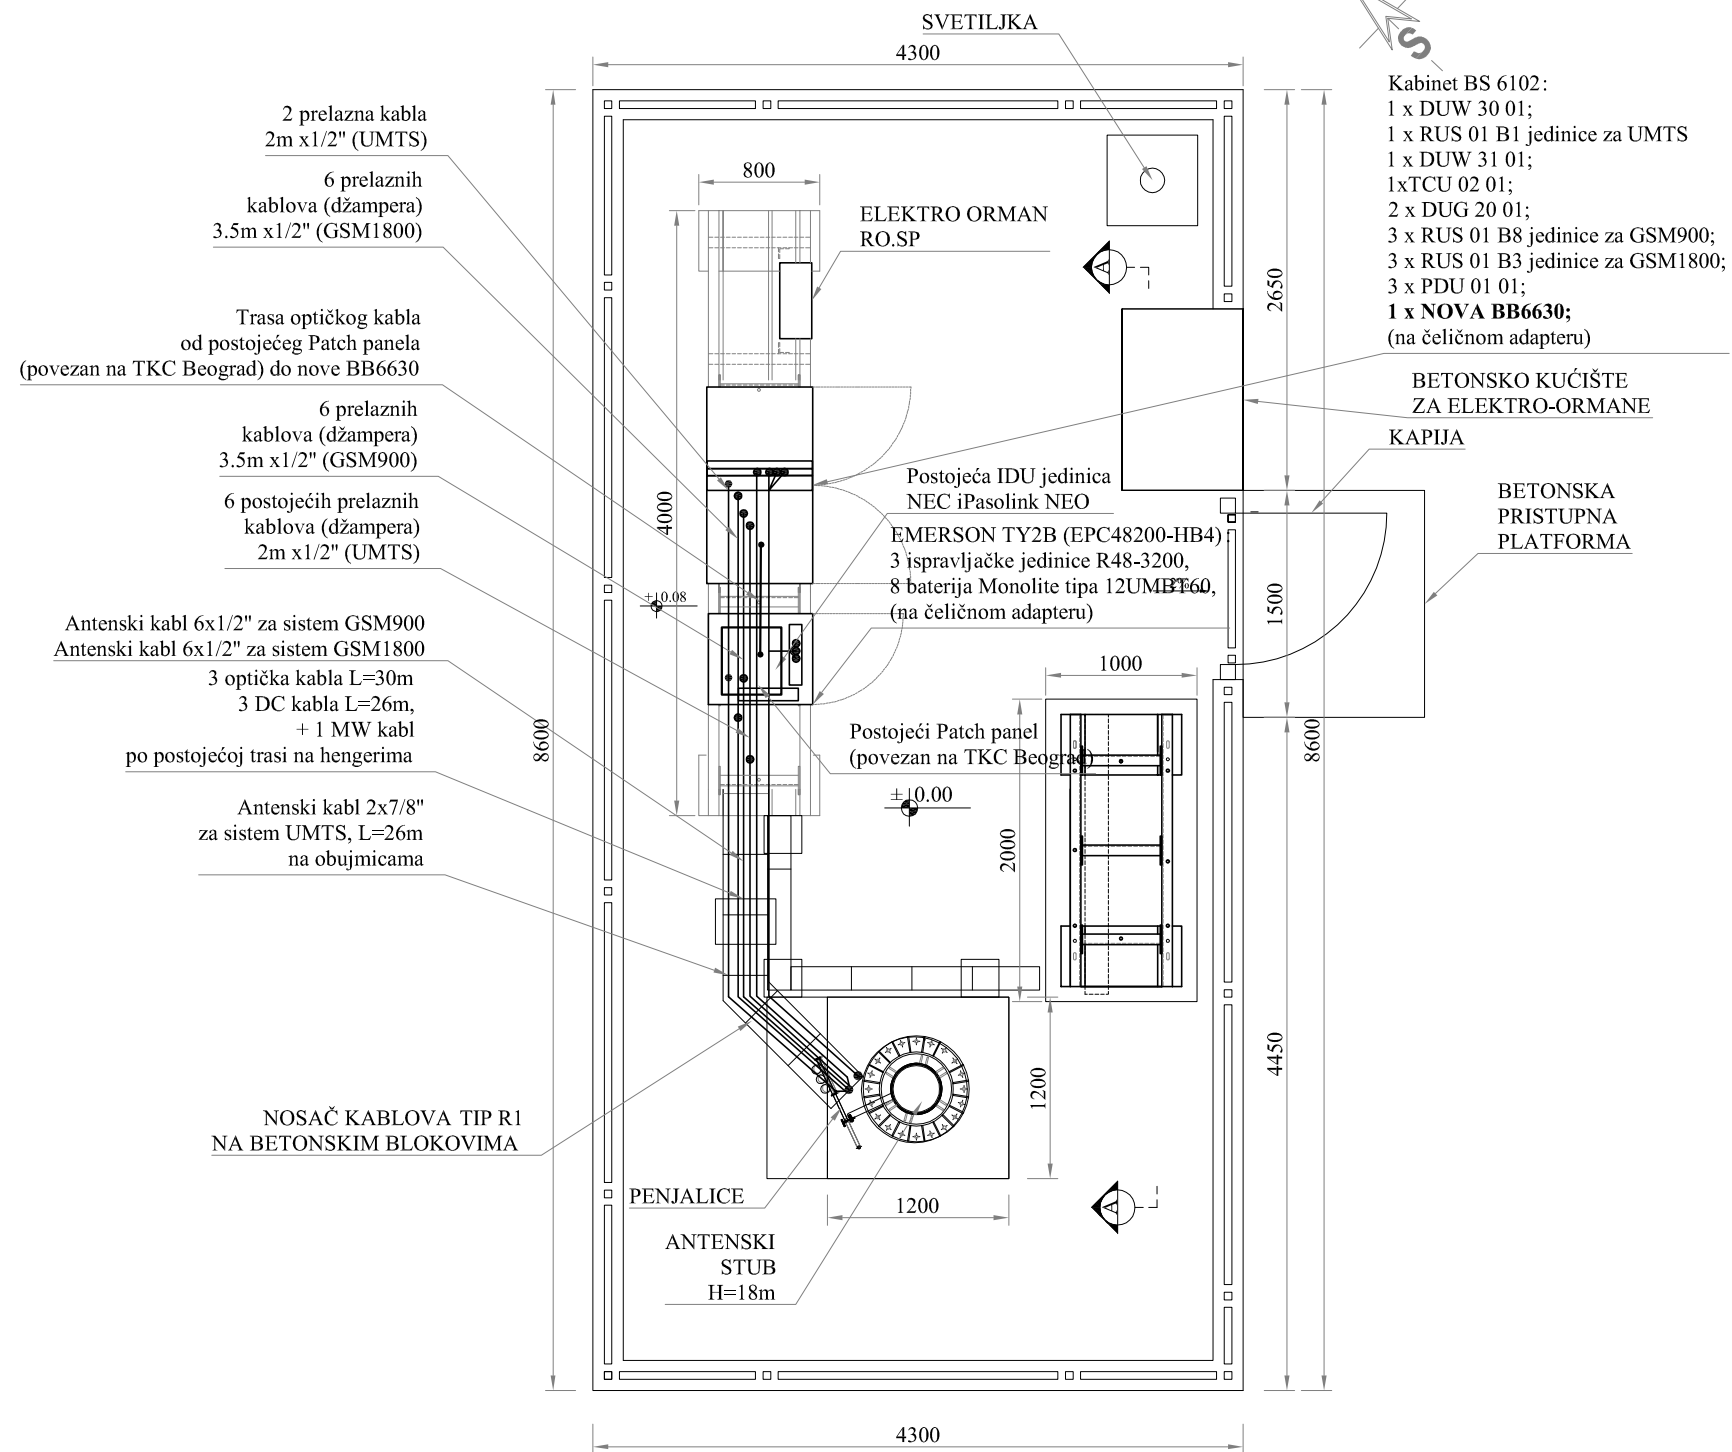 SVETILJKA
4300
S
Kabinet BS 6102:
1 x DUW 30 01;
1 x RUS 01 B1 jedinice za UMTS
1 x DUW 31 01;
1xTCU 02 01;
2 x DUG 20 01;
3 x RUS 01 B8 jedinice za GSM900;
3 x RUS 01 B3 jedinice za GSM1800;
3 x PDU 01 01;
1 x NOVA BB6630;
(na čeličnom adapteru)
2 prelazna kabla
2m x1/2" (UMTS)
6 prelaznih
kablova (džampera)
3.5m x1/2" (GSM1800)
800
ELEKTRO ORMAN
RO.SP
A
2650
Trasa optičkog kabla
od postojećeg Patch panela
(povezan na TKC Beograd) do nove BB6630
BETONSKO KUĆIŠTE
ZA ELEKTRO-ORMANE
KAPIJA
6 prelaznih
kablova (džampera)
3.5m x1/2" (GSM900)
6 postojećih prelaznih
kablova (džampera)
2m x1/2" (UMTS)
4000
Postojeća IDU jedinica
NEC iPasolink NEO
EMERSON TY2B (EPC48200-HB4) :
3 ispravljačke jedinice R48-3200,
8 baterija Monolite tipa 12UMBT60,
(na čeličnom adapteru)
2%
BETONSKA
PRISTUPNA
PLATFORMA
1500
+0.08
Antenski kabl 6x1/2" za sistem GSM900
Antenski kabl 6x1/2" za sistem GSM1800
3 optička kabla L=30m
3 DC kabla L=26m,
+ 1 MW kabl
po postojećoj trasi na hengerima
1000
8600
8600
Postojeći Patch panel
(povezan na TKC Beograd)
±0.00
Antenski kabl 2x7/8"
za sistem UMTS, L=26m
na obujmicama
2000
4450
1200
NOSAČ KABLOVA TIP R1
NA BETONSKIM BLOKOVIMA
PENJALICE
1200
A
ANTENSKI
STUB
H=18m
4300